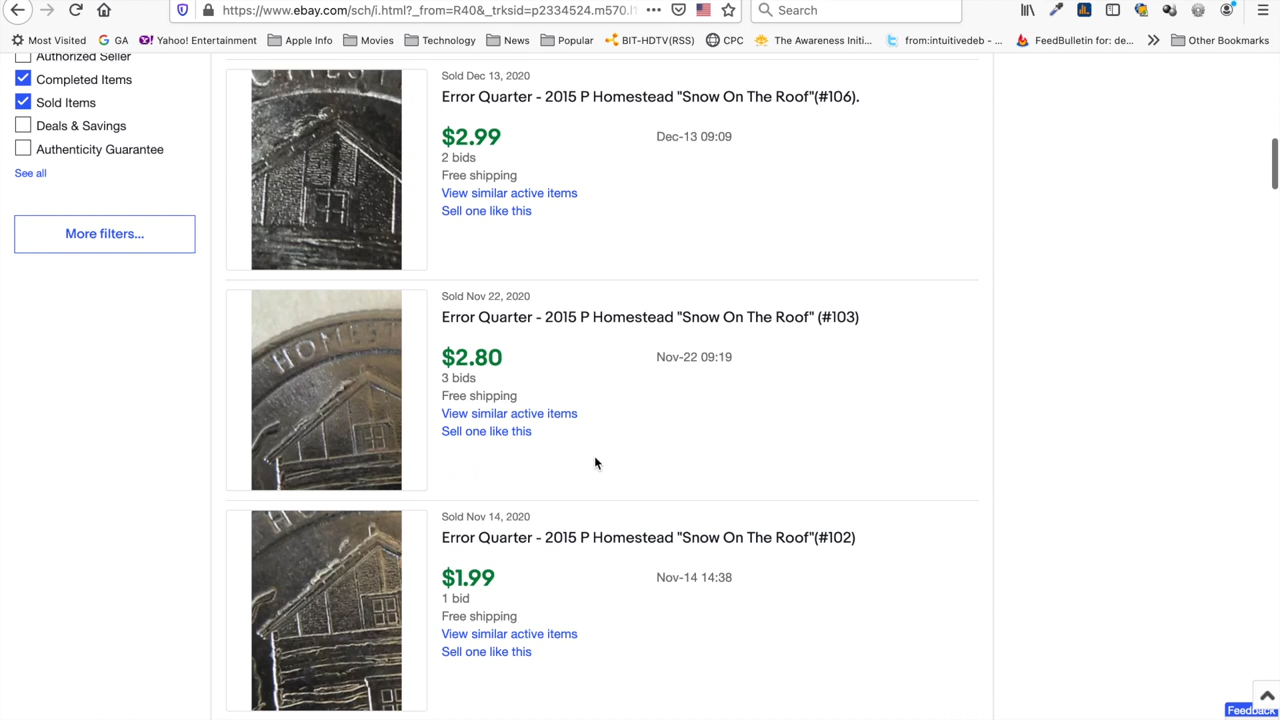 https://www.ebay.com/sch/i.html?_from=R40&_trksid=p2334524.m570.l1
Search
Most Visited
GA
Yahoo! Entertainment
Apple Info
Movies
Technology
News
Popular
BIT-HDTV(RSS)
CPC
The Awareness Initi...
from:intuitivedeb - ...
FeedBulletin for: de...
Other Bookmarks
Authorized Seller
Completed Items
Sold Items
Deals & Savings
Authenticity Guarantee
See all
More filters...
Sold Dec 13, 2020
Error Quarter - 2015 P Homestead "Snow On The Roof"(#106).
$2.99
Dec-13 09:09
2 bids
Free shipping
View similar active items
Sell one like this
HOMEST
Sold Nov 22, 2020
Error Quarter - 2015 P Homestead "Snow On The Roof" (#103)
$2.80
Nov-22 09:19
3 bids
Free shipping
View similar active items
Sell one like this
Sold Nov 14, 2020
Error Quarter - 2015 P Homestead "Snow On The Roof"(#102)
$1.99
Nov-14 14:38
1 bid
Free shipping
View similar active items
Sell one like this
Feedback